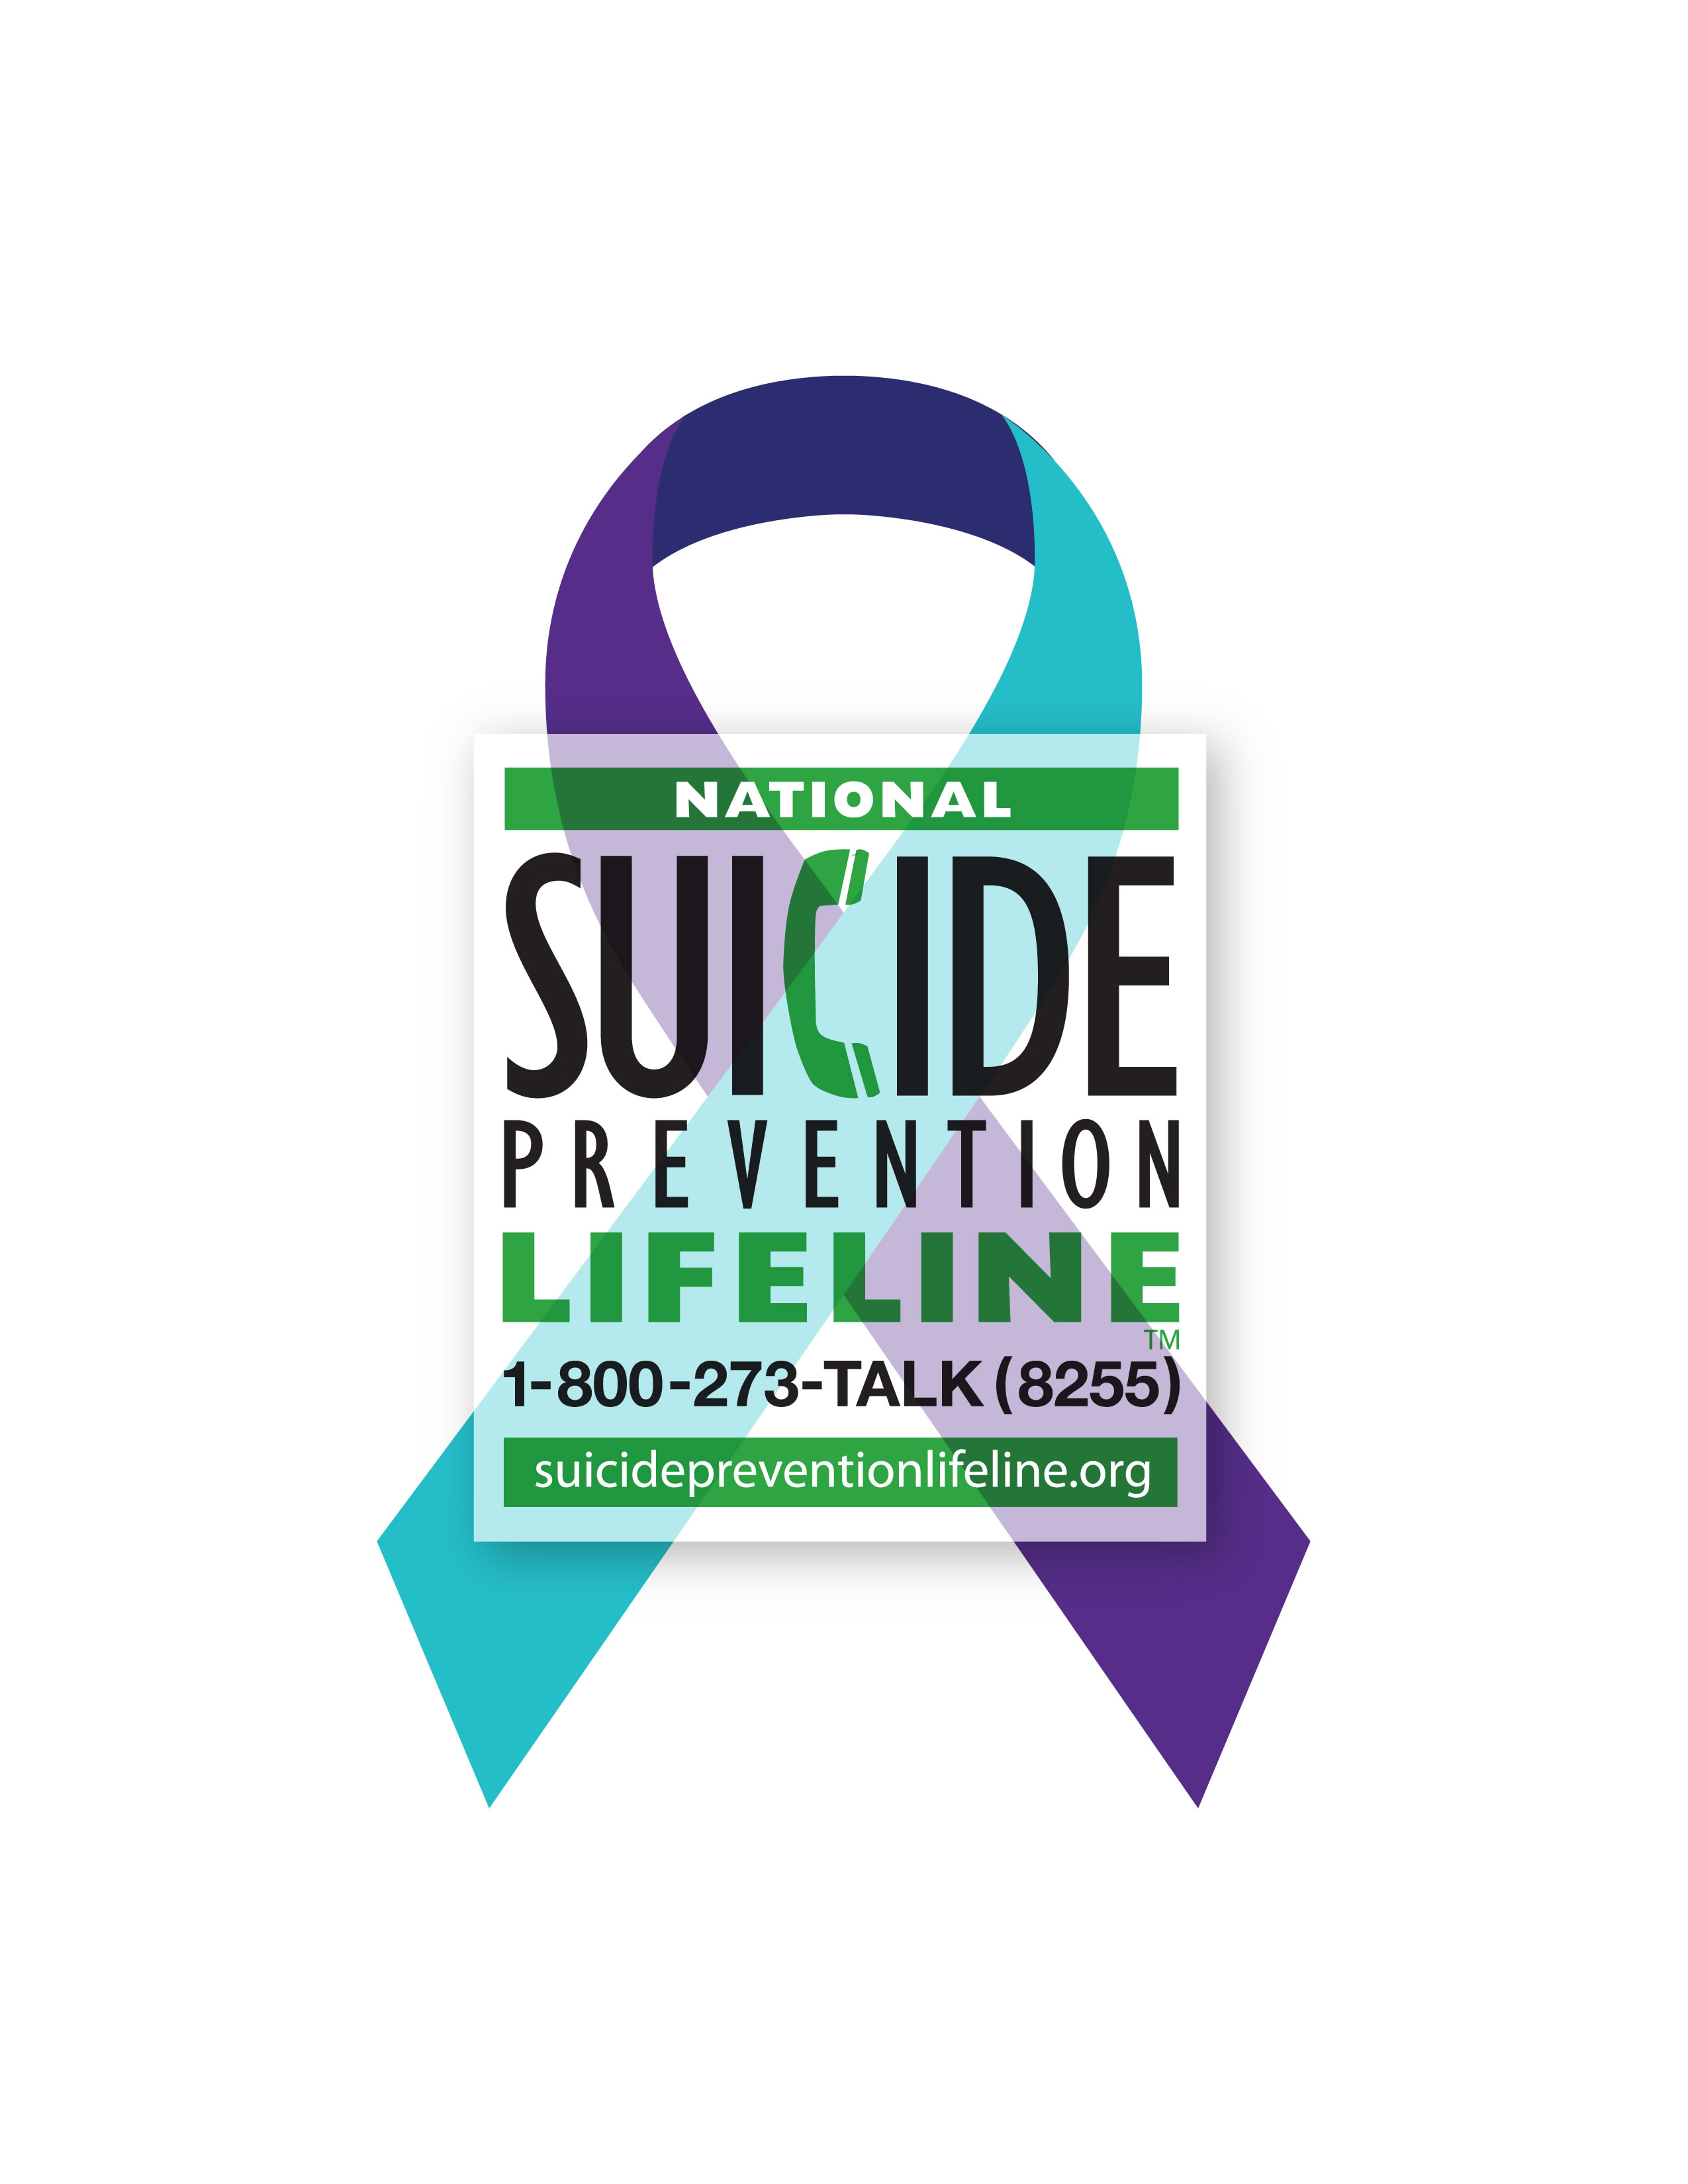 NATIONAL
SUICIDE
PREVENTION
LIFELINE
TM
1-800-273-TALK (8255)
suicidepreventionlifeline.org